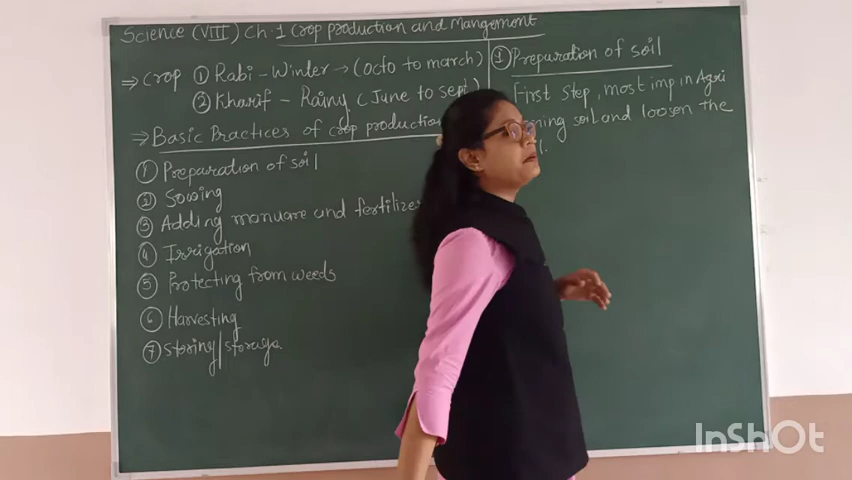 Science (VIII) Ch.1 Crop production and Mangement
⇒ Crop ① Rabi - Winter → (Octo to march)
② Kharif - Rainy (June to sept)
⇒ Basic Practices of crop production
① Preparation of soil
② Sowing
③ Adding manuare and fertilizer
④ Irrigation
⑤ Protecting from weeds
⑥ Harvesting
⑦ Storing/storage
① Preparation of soil
First step, most imp in Agri
soil and loosen the
InShOt